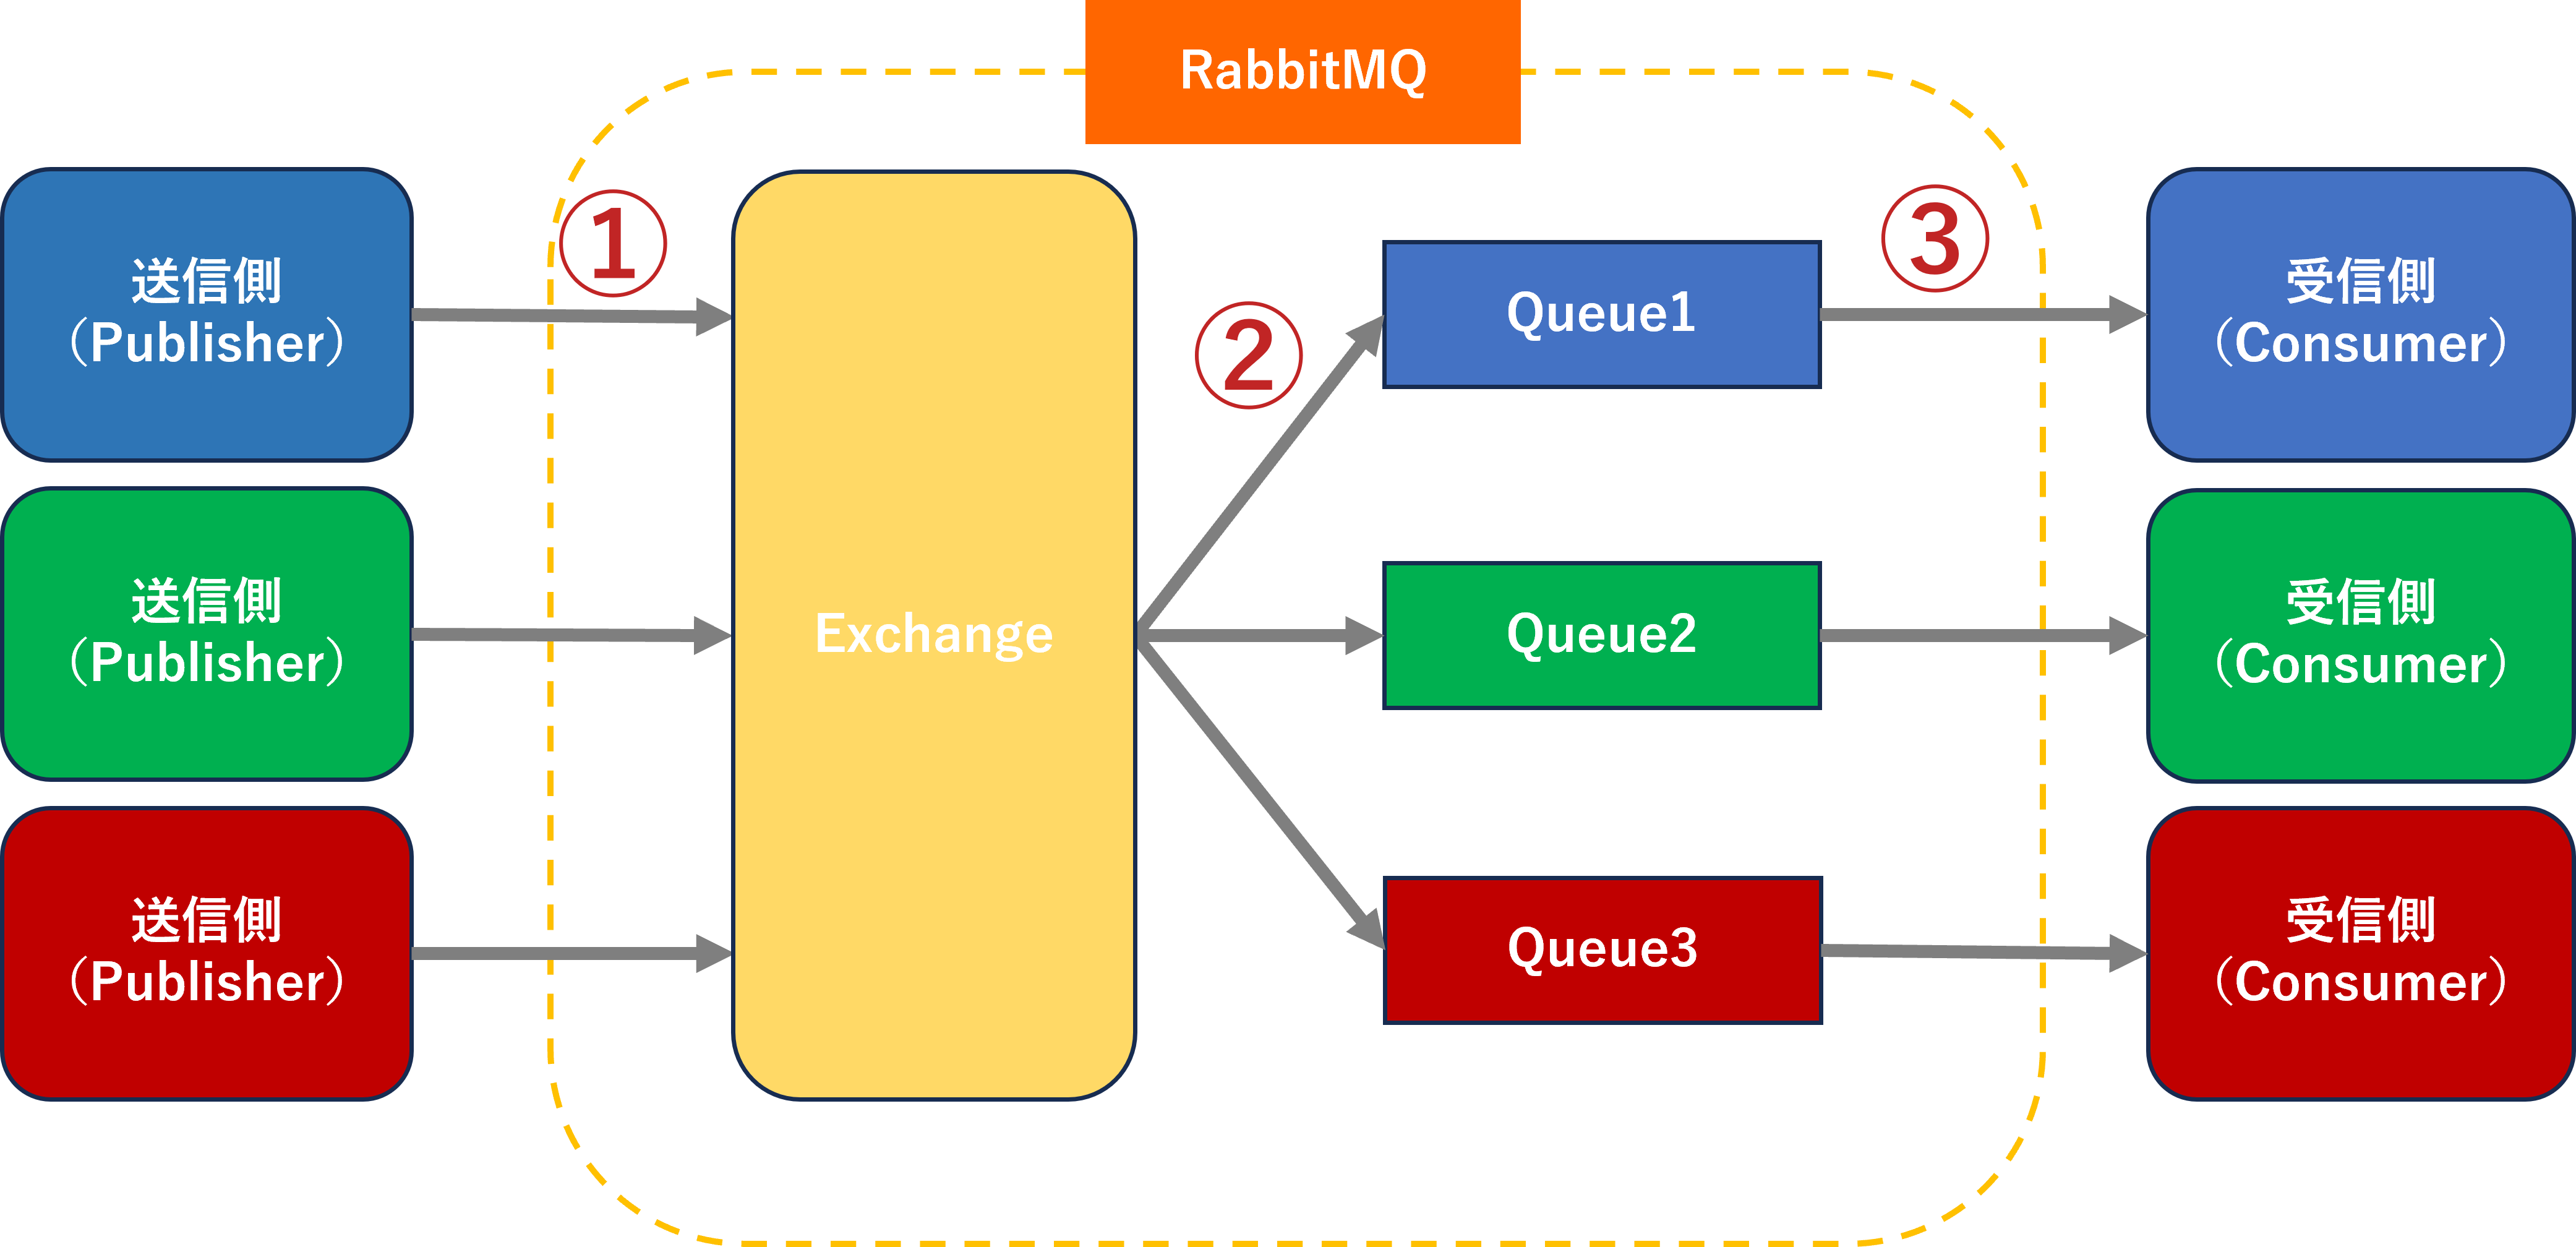 RabbitMQ
①
②
③
送信側
（Publisher）
送信側
（Publisher）
送信側
（Publisher）
Exchange
Queue1
Queue2
Queue3
受信側
（Consumer）
受信側
（Consumer）
受信側
（Consumer）